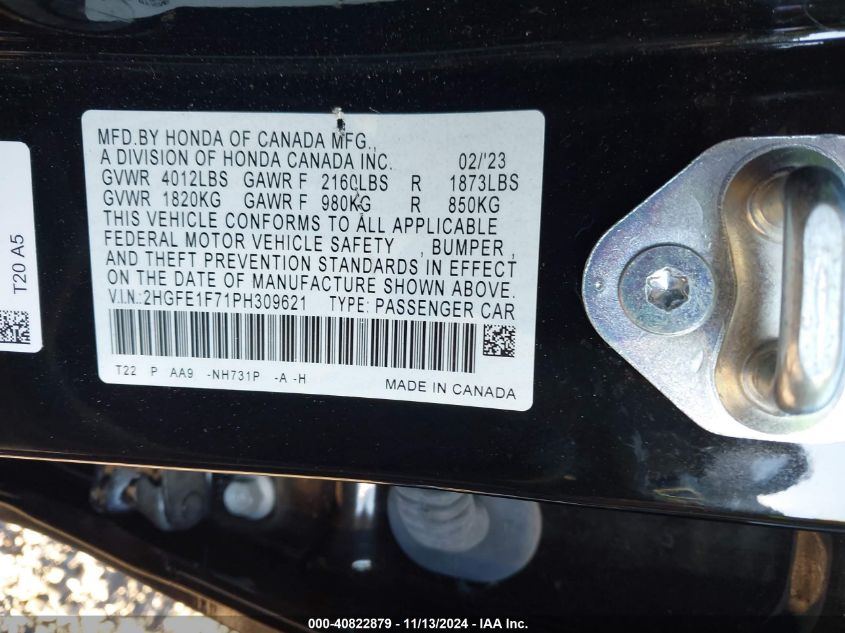 MFD.BY HONDA OF CANADA MFG.,
A DIVISION OF HONDA CANADA INC. 02/'23
GVWR 4012LBS GAWR F 2160LBS R 1873LBS
GVWR 1820KG GAWR F 980KG R 850KG
THIS VEHICLE CONFORMS TO ALL APPLICABLE
FEDERAL MOTOR VEHICLE SAFETY , BUMPER ,
AND THEFT PREVENTION STANDARDS IN EFFECT
ON THE DATE OF MANUFACTURE SHOWN ABOVE.
V.I.N.:2HGFE1F71PH309621 TYPE: PASSENGER CAR
T22 P AA9 -NH731P -A -H MADE IN CANADA
T20 A5
000-40822879 - 11/13/2024 - IAA Inc.